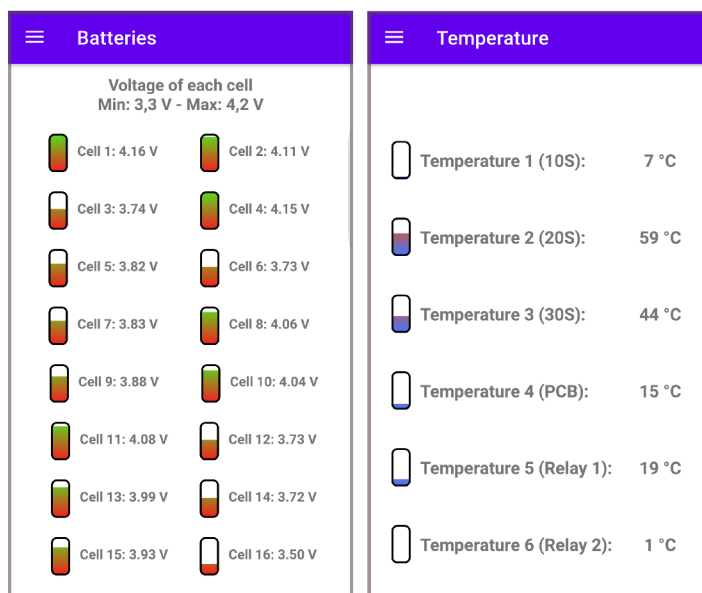 Batteries
Voltage of each cell
Min: 3,3 V - Max: 4,2 V
Cell 1: 4.16 V
Cell 2: 4.11 V
Cell 3: 3.74 V
Cell 4: 4.15 V
Cell 5: 3.82 V
Cell 6: 3.73 V
Cell 7: 3.83 V
Cell 8: 4.06 V
Cell 9: 3.88 V
Cell 10: 4.04 V
Cell 11: 4.08 V
Cell 12: 3.73 V
Cell 13: 3.99 V
Cell 14: 3.72 V
Cell 15: 3.93 V
Cell 16: 3.50 V
Temperature
Temperature 1 (10S): 7 °C
Temperature 2 (20S): 59 °C
Temperature 3 (30S): 44 °C
Temperature 4 (PCB): 15 °C
Temperature 5 (Relay 1): 19 °C
Temperature 6 (Relay 2): 1 °C